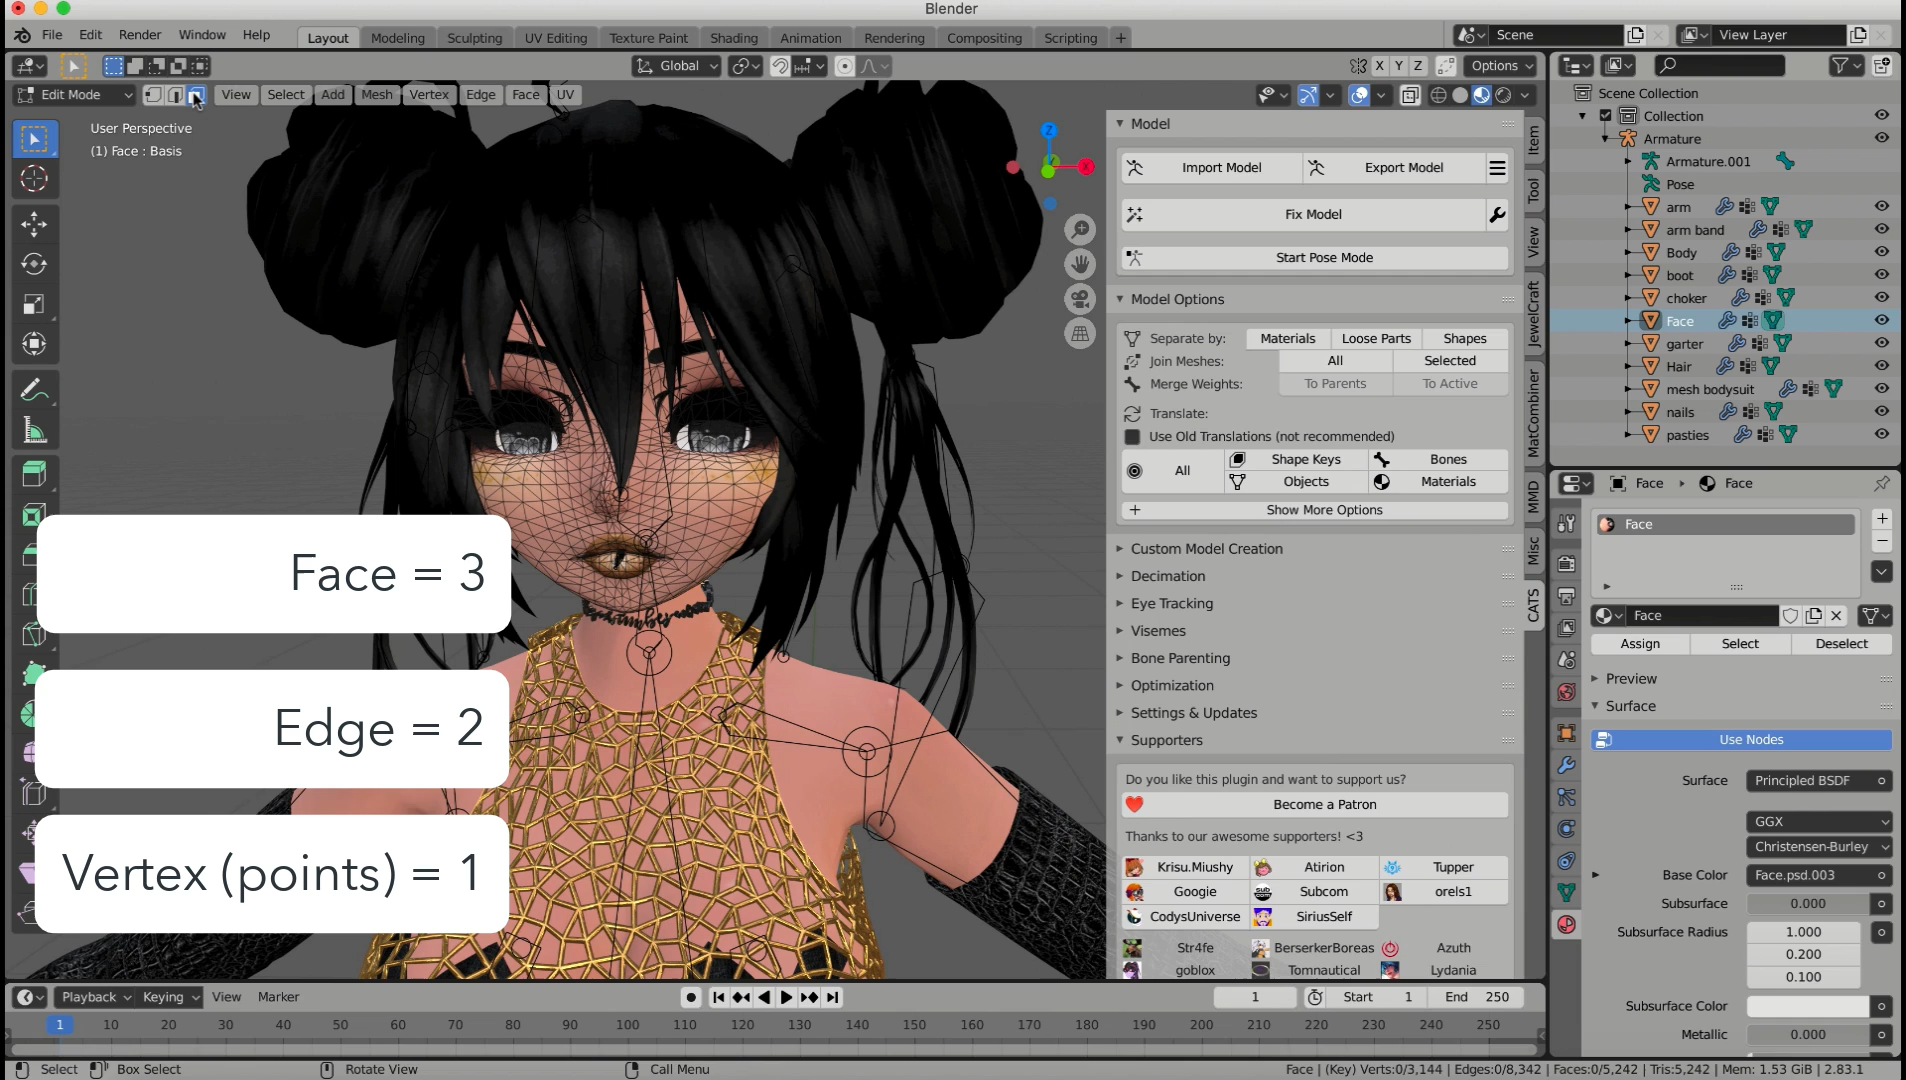 Blender
File Edit Render Window Help
Layout Modeling Sculpting UV Editing Texture Paint Shading Animation Rendering Compositing Scripting +
Scene
View Layer
Global
X Y Z
Options
Edit Mode
View Select Add Mesh Vertex Edge Face UV
User Perspective
(1) Face : Basis
Z
X
Face = 3
Edge = 2
Vertex (points) = 1
Model
Import Model
Export Model
Fix Model
Start Pose Mode
Model Options
Separate by: Materials Loose Parts Shapes
Join Meshes: All Selected
Merge Weights: To Parents To Active
Translate:
Use Old Translations (not recommended)
All Shape Keys Bones
Objects Materials
Show More Options
Custom Model Creation
Decimation
Eye Tracking
Visemes
Bone Parenting
Optimization
Settings & Updates
Supporters
Do you like this plugin and want to support us?
Become a Patron
Thanks to our awesome supporters! <3
Krisu.Miushy Atirion Tupper
Googie Subcom orels1
CodysUniverse SiriusSelf
Str4fe BerserkerBoreas Azuth
goblox Tomnautical Lydania
Item
Tool
View
JewelCraft
MatCombiner
MMD
Misc
CATS
Scene Collection
Collection
Armature
Armature.001
Pose
arm
arm band
Body
boot
choker
Face
garter
Hair
mesh bodysuit
nails
pasties
Face Face
Face
Face
Assign Select Deselect
Preview
Surface
Use Nodes
Surface Principled BSDF
GGX
Christensen-Burley
Base Color Face.psd.003
Subsurface 0.000
Subsurface Radius 1.000
0.200
0.100
Subsurface Color
Metallic 0.000
Playback Keying View Marker
1
Start 1
End 250
1 10 20 30 40 50 60 70 80 90 100 110 120 130 140 150 160 170 180 190 200 210 220 230 240 250
Select Box Select Rotate View Call Menu
Face | (Key) Verts:0/3,144 | Edges:0/8,342 | Faces:0/5,242 | Tris:5,242 | Mem: 1.53 GiB | 2.83.1